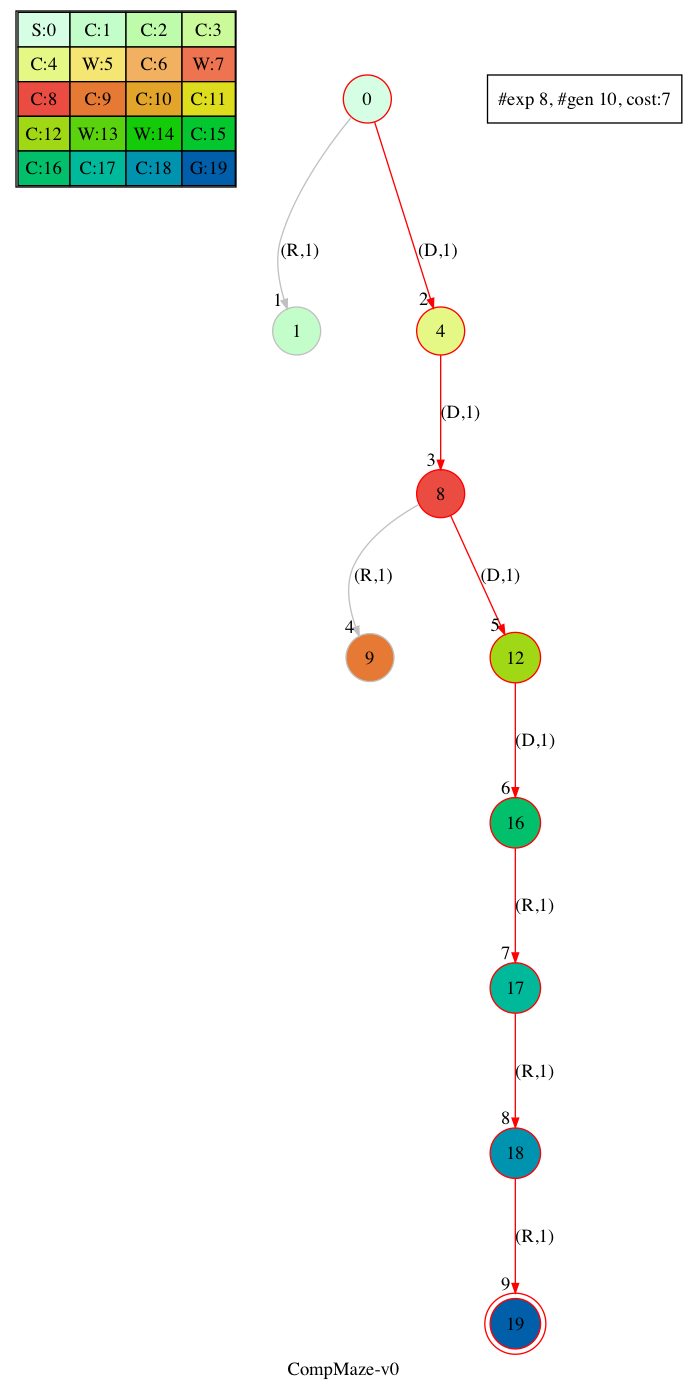 S:0 C:1 C:2 C:3
C:4 W:5 C:6 W:7
C:8 C:9 C:10 C:11
C:12 W:13 W:14 C:15
C:16 C:17 C:18 G:19
#exp 8, #gen 10, cost:7
0
(R,1) (D,1)
1 2
1 4
(D,1)
3
8
(R,1) (D,1)
4 5
9 12
(D,1)
6
16
(R,1)
7
17
(R,1)
8
18
(R,1)
9
19
CompMaze-v0